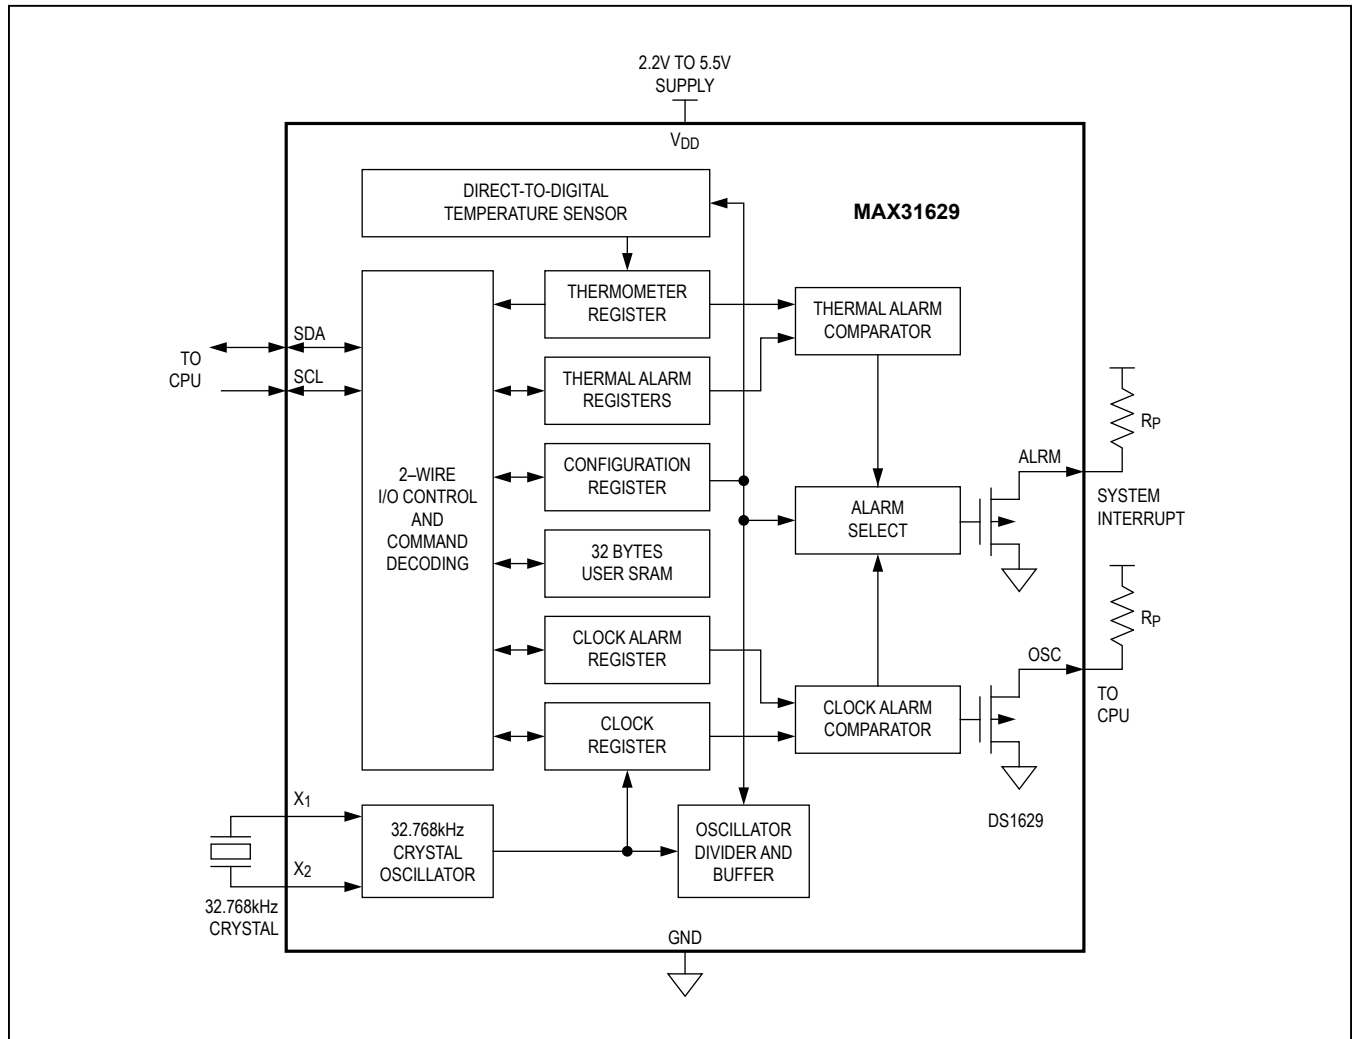 2.2V TO 5.5V
SUPPLY
VDD
DIRECT-TO-DIGITAL
TEMPERATURE SENSOR
MAX31629
THERMOMETER
REGISTER
THERMAL ALARM
COMPARATOR
SDA
SCL
TO
CPU
THERMAL ALARM
REGISTERS
2–WIRE
I/O CONTROL
AND
COMMAND
DECODING
CONFIGURATION
REGISTER
ALARM
SELECT
ALRM
RP
SYSTEM
INTERRUPT
32 BYTES
USER SRAM
CLOCK ALARM
REGISTER
CLOCK
REGISTER
CLOCK ALARM
COMPARATOR
OSC
RP
TO
CPU
DS1629
X1
X2
32.768kHz
CRYSTAL
32.768kHz
CRYSTAL
OSCILLATOR
OSCILLATOR
DIVIDER AND
BUFFER
GND